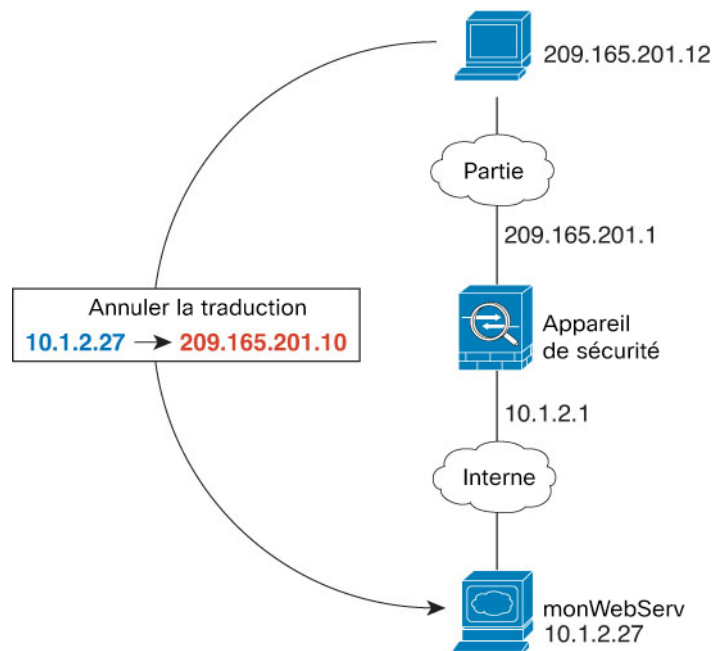 209.165.201.12
Partie
209.165.201.1
Annuler la traduction
10.1.2.27 → 209.165.201.10
Appareil
de sécurité
10.1.2.1
Interne
monWebServ
10.1.2.27